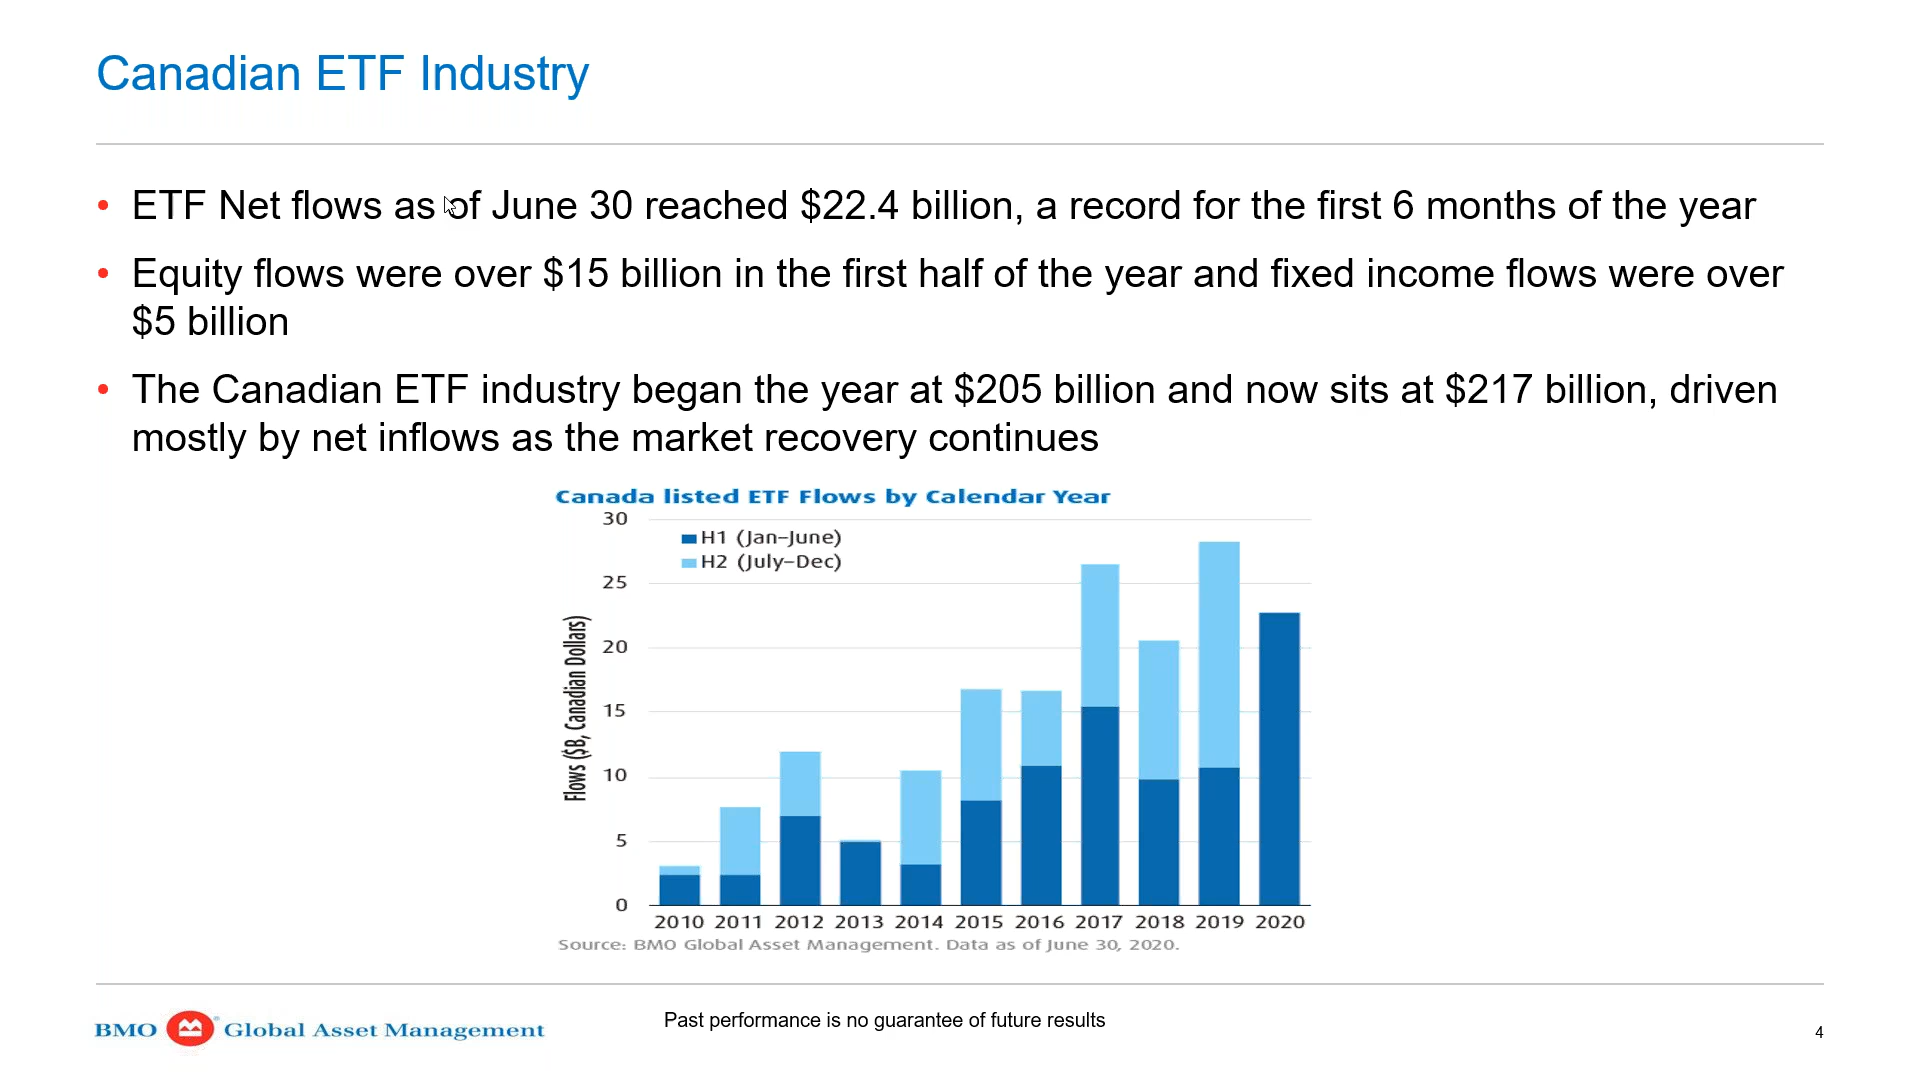 Canadian ETF Industry
• ETF Net flows as of June 30 reached $22.4 billion, a record for the first 6 months of the year
• Equity flows were over $15 billion in the first half of the year and fixed income flows were over
$5 billion
• The Canadian ETF industry began the year at $205 billion and now sits at $217 billion, driven
mostly by net inflows as the market recovery continues
Canada listed ETF Flows by Calendar Year
H1 (Jan–June)
H2 (July–Dec)
Flows ($B, Canadian Dollars)
30
25
20
15
10
5
0
2010 2011 2012 2013 2014 2015 2016 2017 2018 2019 2020
Source: BMO Global Asset Management. Data as of June 30, 2020.
BMO Global Asset Management
Past performance is no guarantee of future results
4